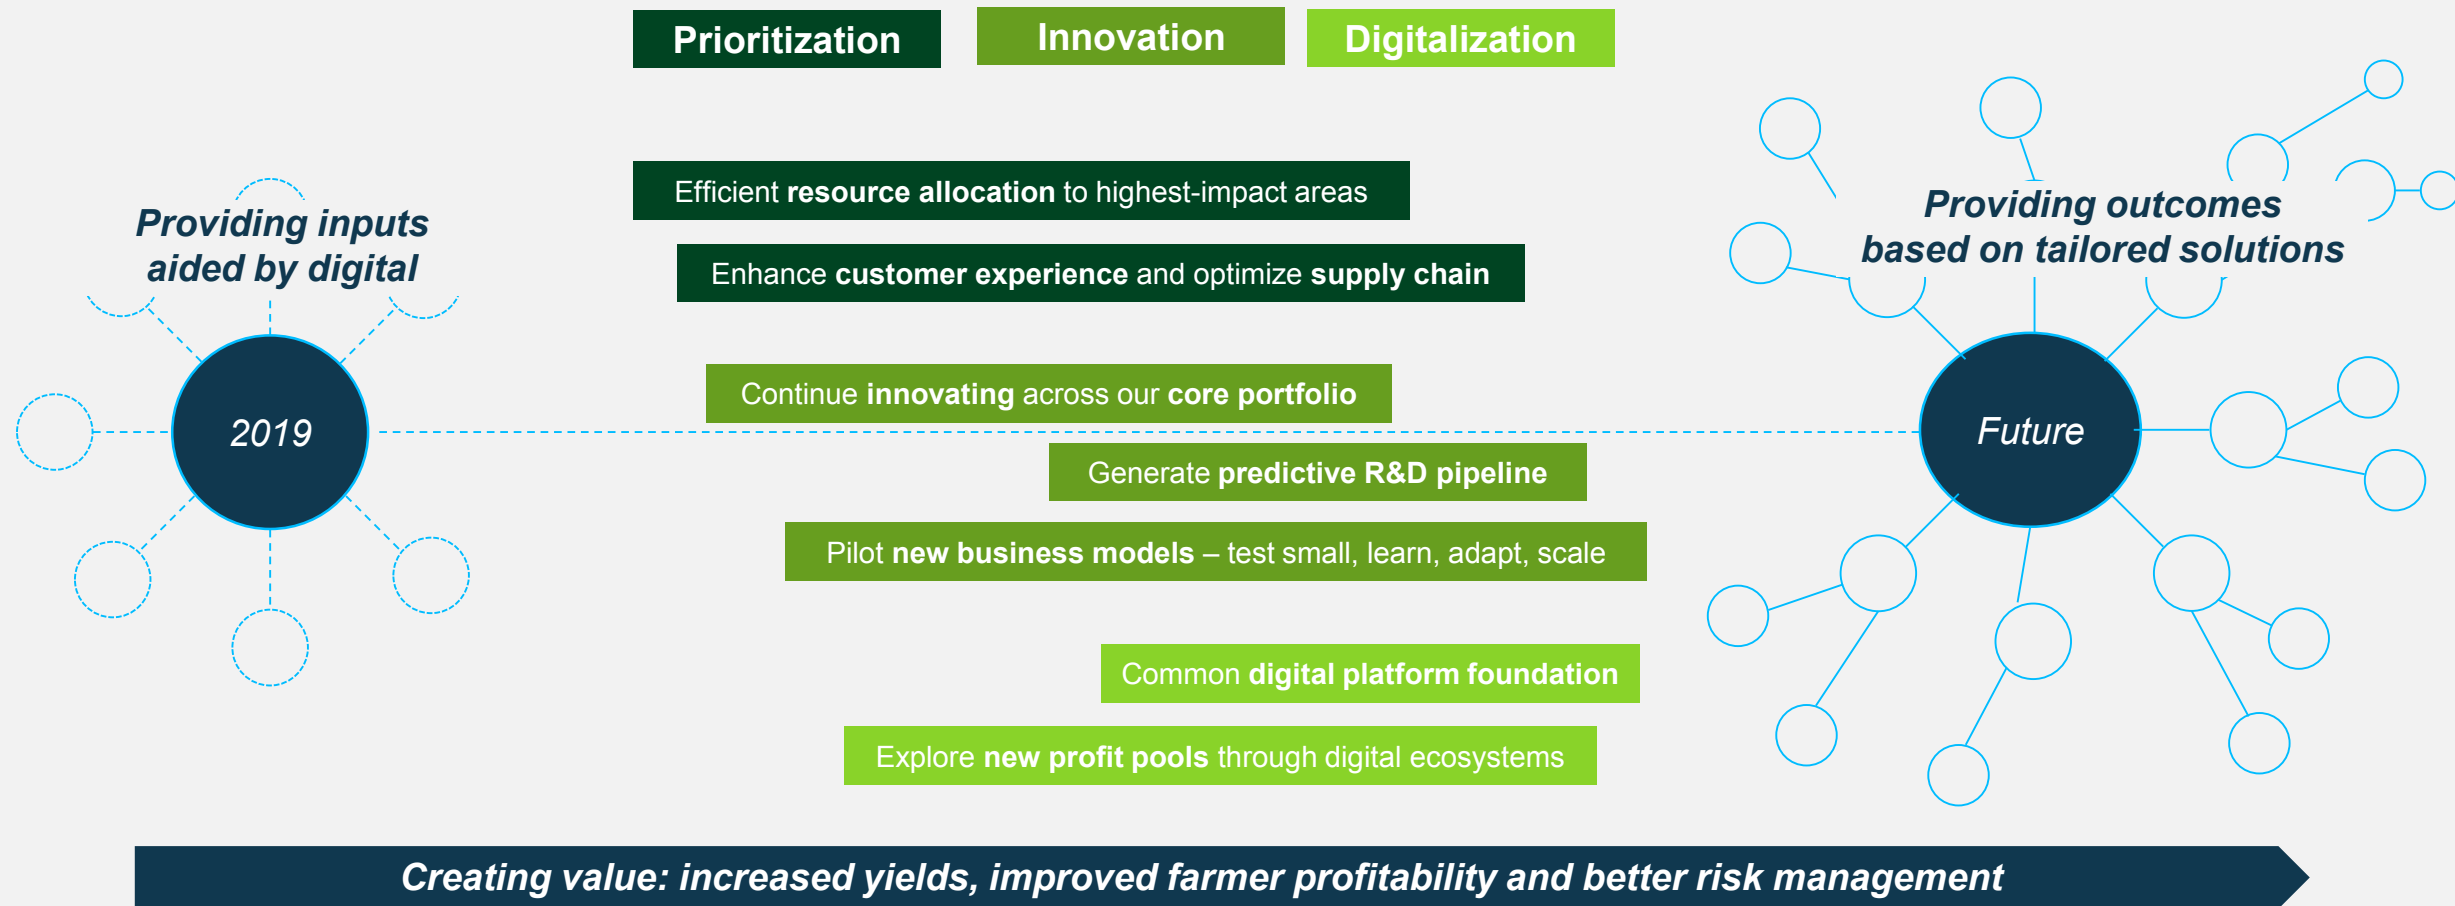 Prioritization
Innovation
Digitalization
Providing inputs
aided by digital
2019
Efficient resource allocation to highest-impact areas
Enhance customer experience and optimize supply chain
Continue innovating across our core portfolio
Generate predictive R&D pipeline
Pilot new business models – test small, learn, adapt, scale
Common digital platform foundation
Explore new profit pools through digital ecosystems
Providing outcomes
based on tailored solutions
Future
Creating value: increased yields, improved farmer profitability and better risk management